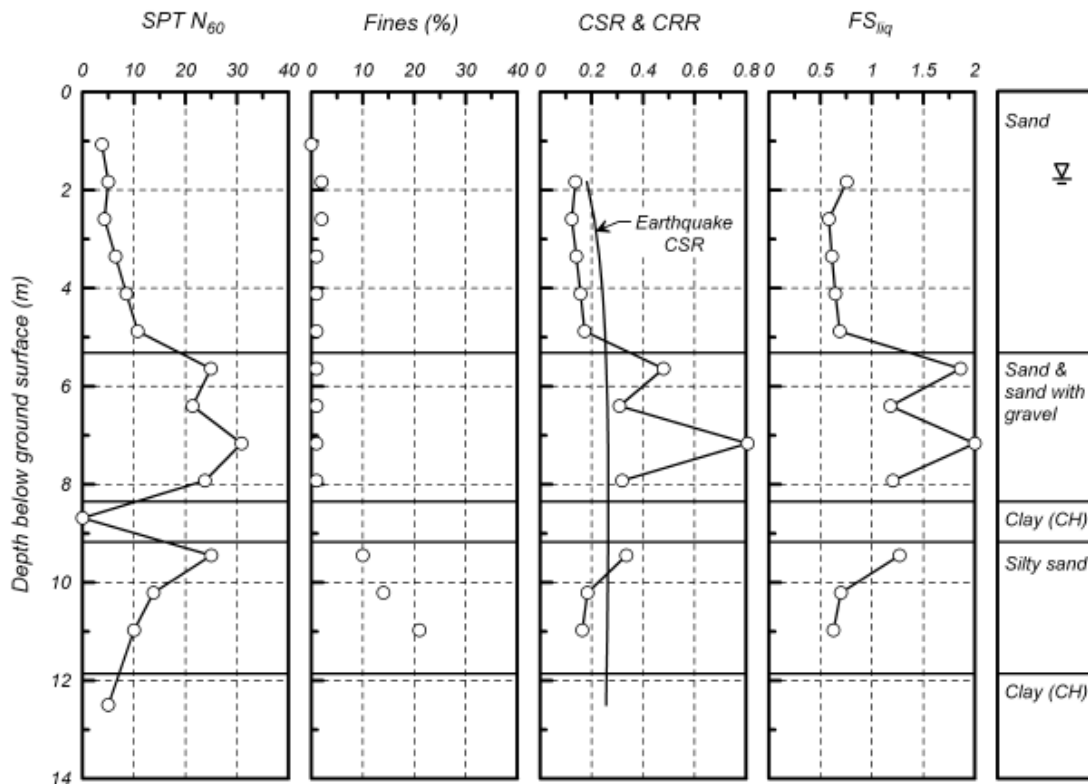 SPT N60
Fines (%)
CSR & CRR
FSliq
0 10 20 30 40
0 10 20 30 40
0 0.2 0.4 0.6 0.8
0 0.5 1 1.5 2
Depth below ground surface (m)
0
2
4
6
8
10
12
14
Earthquake
CSR
Sand
Sand &
sand with
gravel
Clay (CH)
Silty sand
Clay (CH)